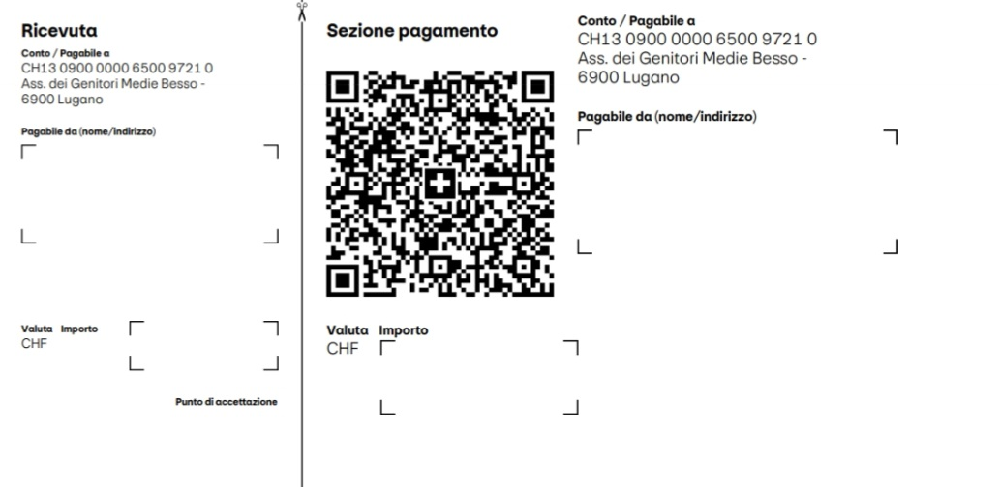 Ricevuta
Conto / Pagabile a
CH13 0900 0000 6500 9721 0
Ass. dei Genitori Medie Besso -
6900 Lugano
Pagabile da (nome/indirizzo)
Valuta Importo
CHF
Punto di accettazione
Sezione pagamento
Valuta Importo
CHF
Conto / Pagabile a
CH13 0900 0000 6500 9721 0
Ass. dei Genitori Medie Besso -
6900 Lugano
Pagabile da (nome/indirizzo)